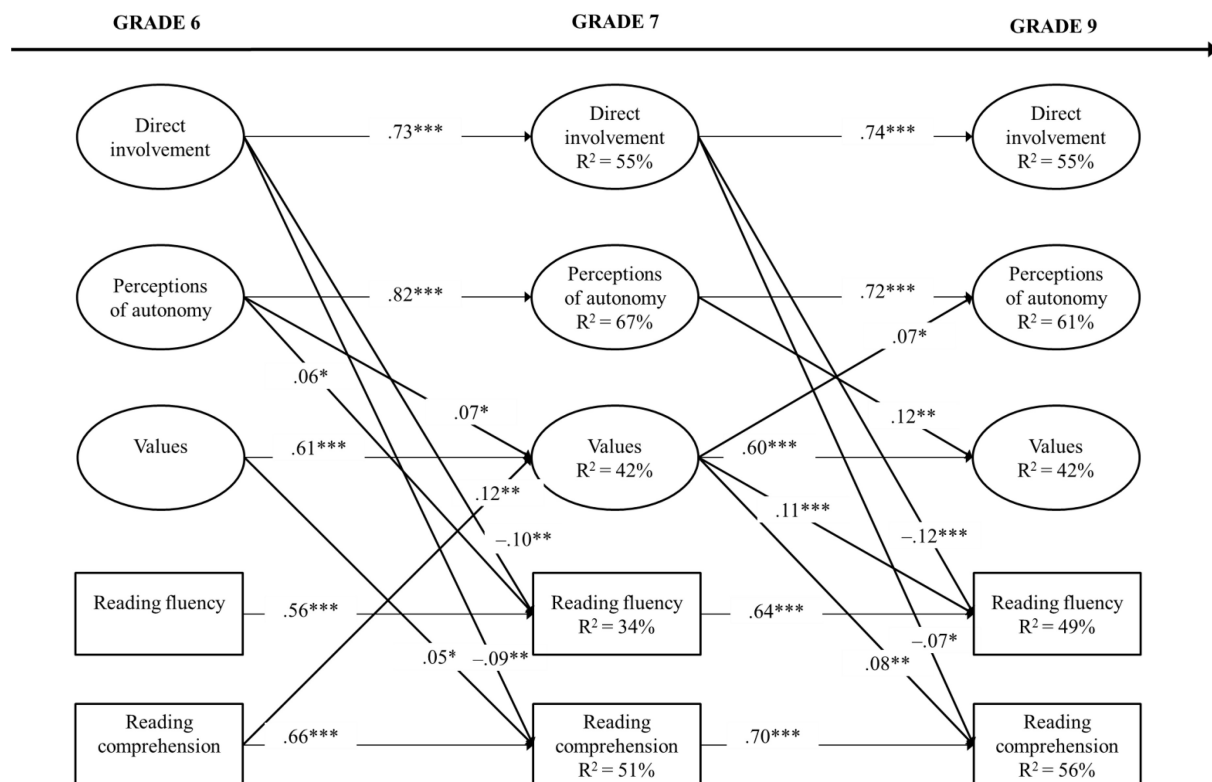 GRADE 6
GRADE 7
GRADE 9
Direct
involvement
.73***
Direct
involvement
R² = 55%
.74***
Direct
involvement
R² = 55%
Perceptions
of autonomy
.82***
Perceptions
of autonomy
R² = 67%
.72***
Perceptions
of autonomy
R² = 61%
.06*
.07*
.07*
.12**
Values
.61***
Values
R² = 42%
.60***
Values
R² = 42%
.12**
.11***
–.10**
–.12***
Reading fluency
.56***
Reading fluency
R² = 34%
.64***
Reading fluency
R² = 49%
.05*
–.09**
.08**
–.07*
Reading
comprehension
.66***
Reading
comprehension
R² = 51%
.70***
Reading
comprehension
R² = 56%